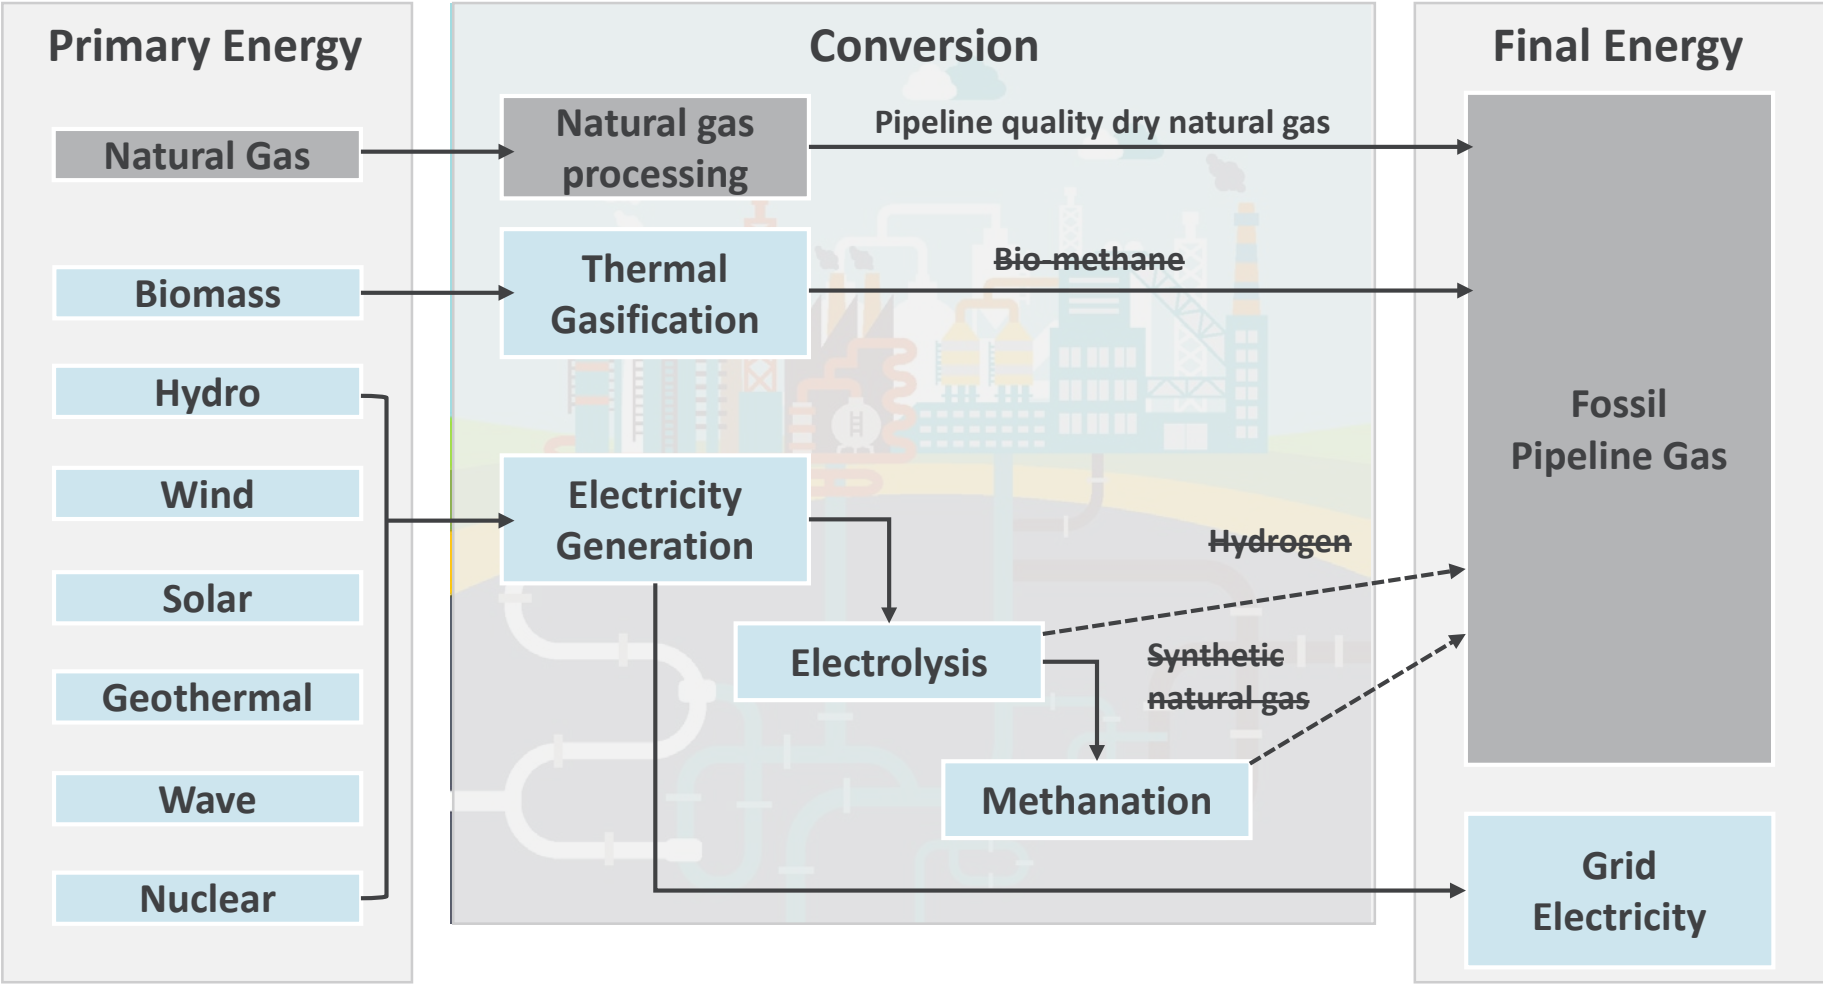 Primary Energy
Natural Gas
Biomass
Hydro
Wind
Solar
Geothermal
Wave
Nuclear
Conversion
Natural gas
processing
Pipeline quality dry natural gas
Thermal
Gasification
Bio-methane
Electricity
Generation
Hydrogen
Electrolysis
Synthetic
natural gas
Methanation
Final Energy
Fossil
Pipeline Gas
Grid
Electricity